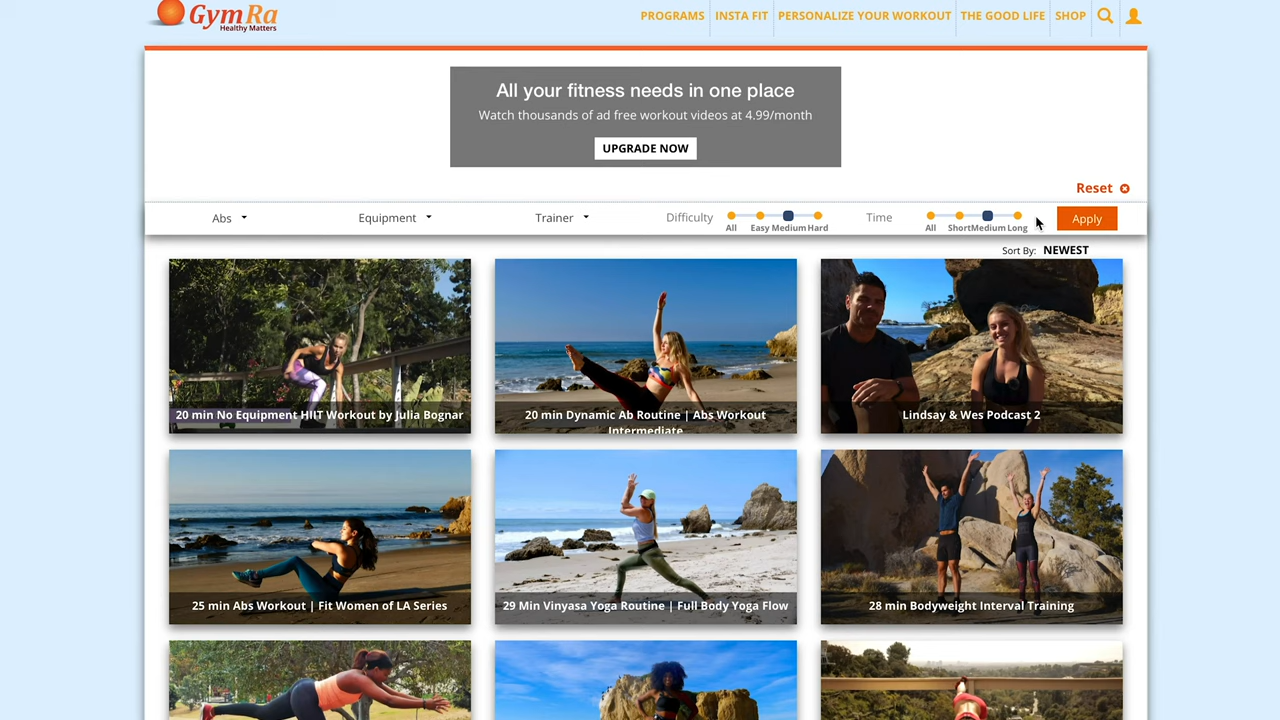 GymRa
Healthy Matters
PROGRAMS INSTA FIT PERSONALIZE YOUR WORKOUT THE GOOD LIFE SHOP
All your fitness needs in one place
Watch thousands of ad free workout videos at 4.99/month
UPGRADE NOW
Reset
Abs Equipment Trainer Difficulty All Easy Medium Hard Time All Short Medium Long Apply
Sort By: NEWEST
20 min No Equipment HIIT Workout by Julia Bognar
20 min Dynamic Ab Routine | Abs Workout
Intermediate
Lindsay & Wes Podcast 2
25 min Abs Workout | Fit Women of LA Series
29 Min Vinyasa Yoga Routine | Full Body Yoga Flow
28 min Bodyweight Interval Training